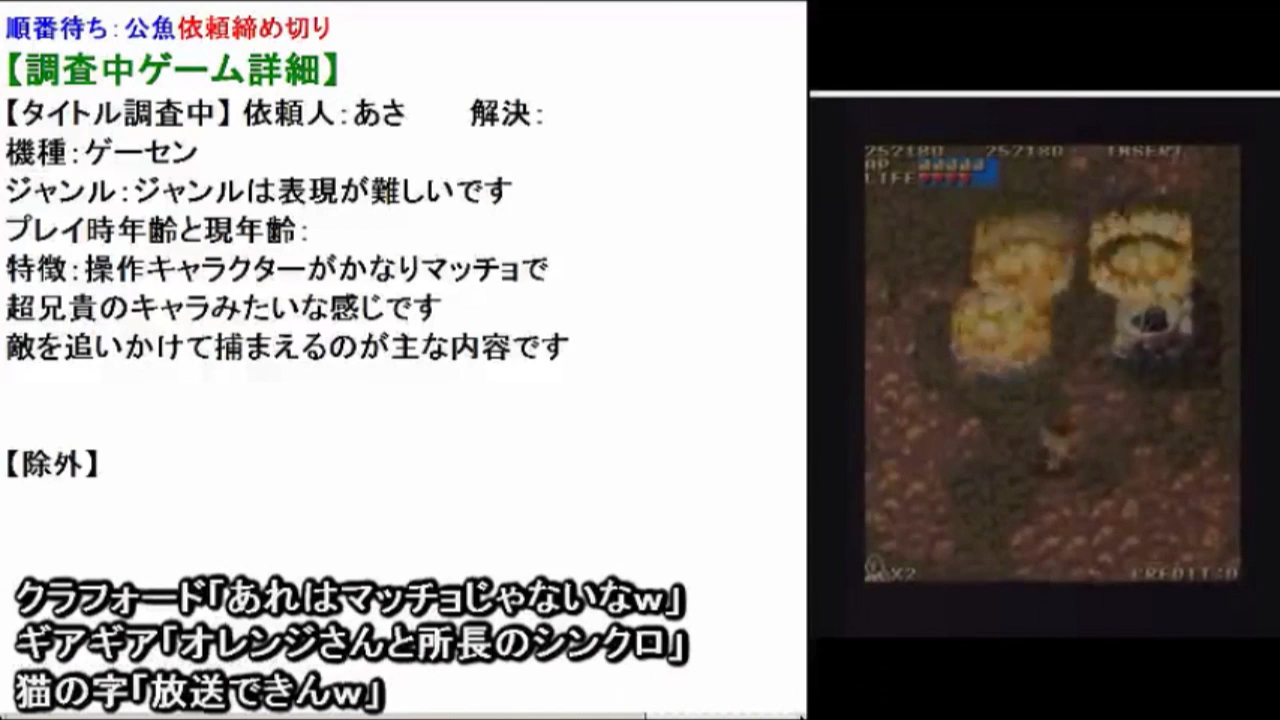 順番待ち：公魚依頼締め切り
【調査中ゲーム詳細】
【タイトル調査中】依頼人：あさ　　解決：
機種：ゲーセン
ジャンル：ジャンルは表現が難しいです
プレイ時年齢と現年齢：
特徴：操作キャラクターがかなりマッチョで
超兄貴のキャラみたいな感じです
敵を追いかけて捕まえるのが主な内容です
【除外】
クラフォード「あれはマッチョじゃないなｗ」
ギアギア「オレンジさんと所長のシンクロ」
猫の字「放送できんｗ」
252180 252180 INSERT
AP
LIFE
X2 CREDIT:0